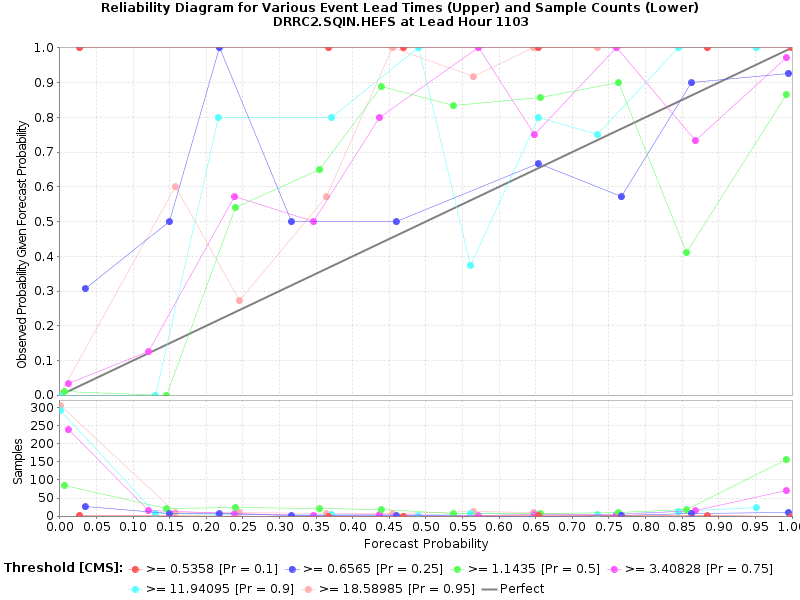 Reliability Diagram for Various Event Lead Times (Upper) and Sample Counts (Lower)
DRRC2.SQIN.HEFS at Lead Hour 1103
Observed Probability Given Forecast Probability
1.0
0.9
0.8
0.7
0.6
0.5
0.4
0.3
0.2
0.1
0.0
Samples
300
250
200
150
100
50
0
0.00 0.05 0.10 0.15 0.20 0.25 0.30 0.35 0.40 0.45 0.50 0.55 0.60 0.65 0.70 0.75 0.80 0.85 0.90 0.95 1.0
Forecast Probability
Threshold [CMS]: >= 0.5358 [Pr = 0.1] >= 0.6565 [Pr = 0.25] >= 1.1435 [Pr = 0.5] >= 3.40828 [Pr = 0.75]
>= 11.94095 [Pr = 0.9] >= 18.58985 [Pr = 0.95] Perfect